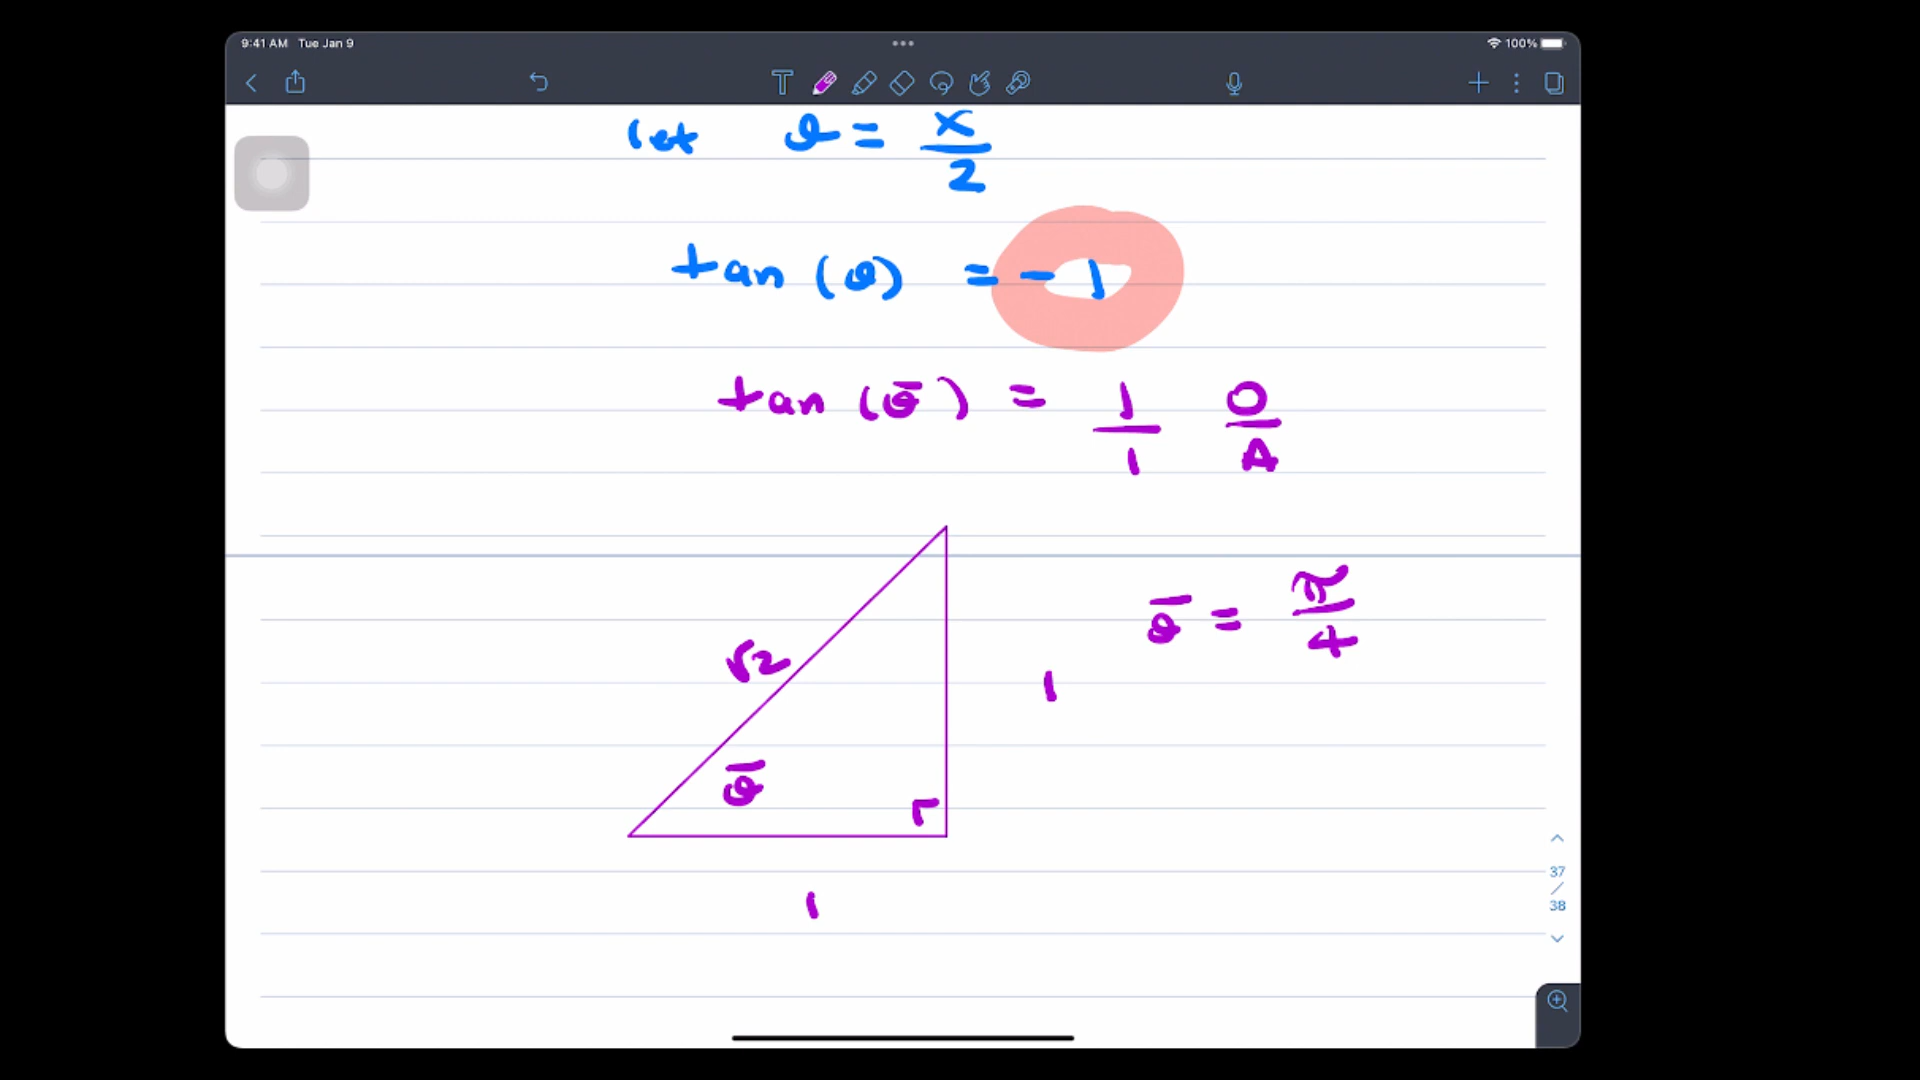 9:41 AM Tue Jan 9
100%
let θ = x/2
tan (θ) = - 1
tan (θ̄) = 1/1 O/A
θ̄ = π/4
√2
1
θ̄
1
37
/
38